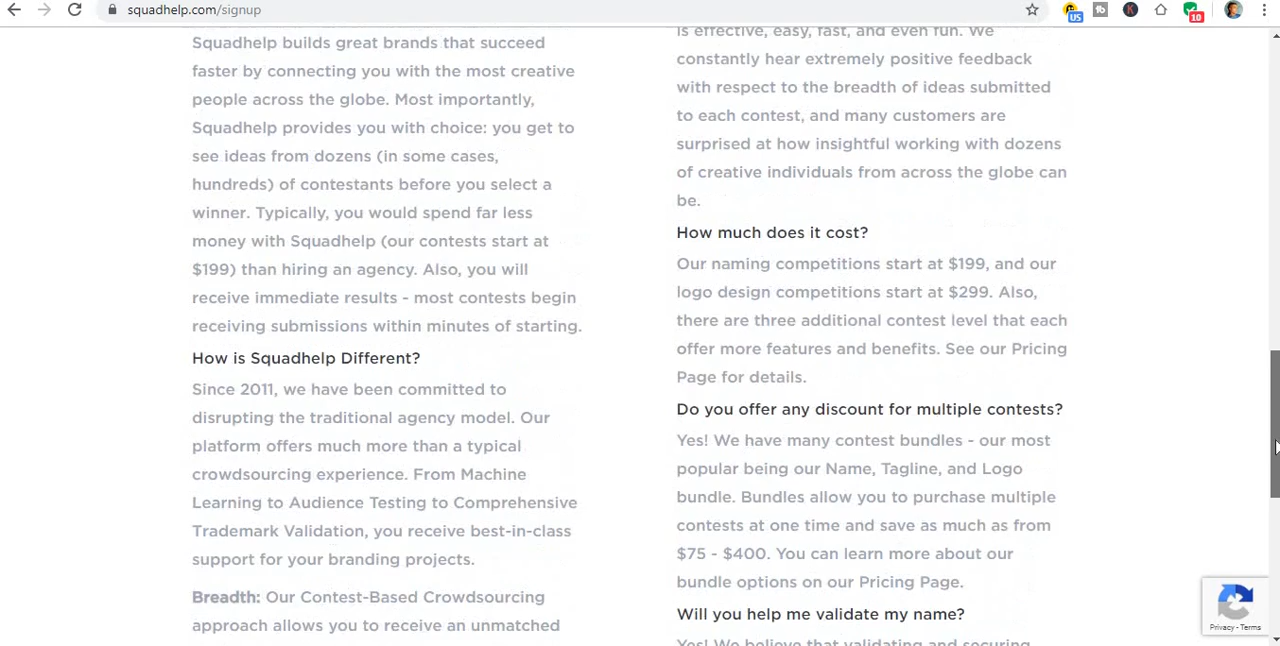 squadhelp.com/signup
US
10
Squadhelp builds great brands that succeed
faster by connecting you with the most creative
people across the globe. Most importantly,
Squadhelp provides you with choice: you get to
see ideas from dozens (in some cases,
hundreds) of contestants before you select a
winner. Typically, you would spend far less
money with Squadhelp (our contests start at
$199) than hiring an agency. Also, you will
receive immediate results - most contests begin
receiving submissions within minutes of starting.
How is Squadhelp Different?
Since 2011, we have been committed to
disrupting the traditional agency model. Our
platform offers much more than a typical
crowdsourcing experience. From Machine
Learning to Audience Testing to Comprehensive
Trademark Validation, you receive best-in-class
support for your branding projects.
Breadth: Our Contest-Based Crowdsourcing
approach allows you to receive an unmatched
is effective, easy, fast, and even fun. We
constantly hear extremely positive feedback
with respect to the breadth of ideas submitted
to each contest, and many customers are
surprised at how insightful working with dozens
of creative individuals from across the globe can
be.
How much does it cost?
Our naming competitions start at $199, and our
logo design competitions start at $299. Also,
there are three additional contest level that each
offer more features and benefits. See our Pricing
Page for details.
Do you offer any discount for multiple contests?
Yes! We have many contest bundles - our most
popular being our Name, Tagline, and Logo
bundle. Bundles allow you to purchase multiple
contests at one time and save as much as from
$75 - $400. You can learn more about our
bundle options on our Pricing Page.
Will you help me validate my name?
Yes! We believe that validating and securing
Privacy - Terms